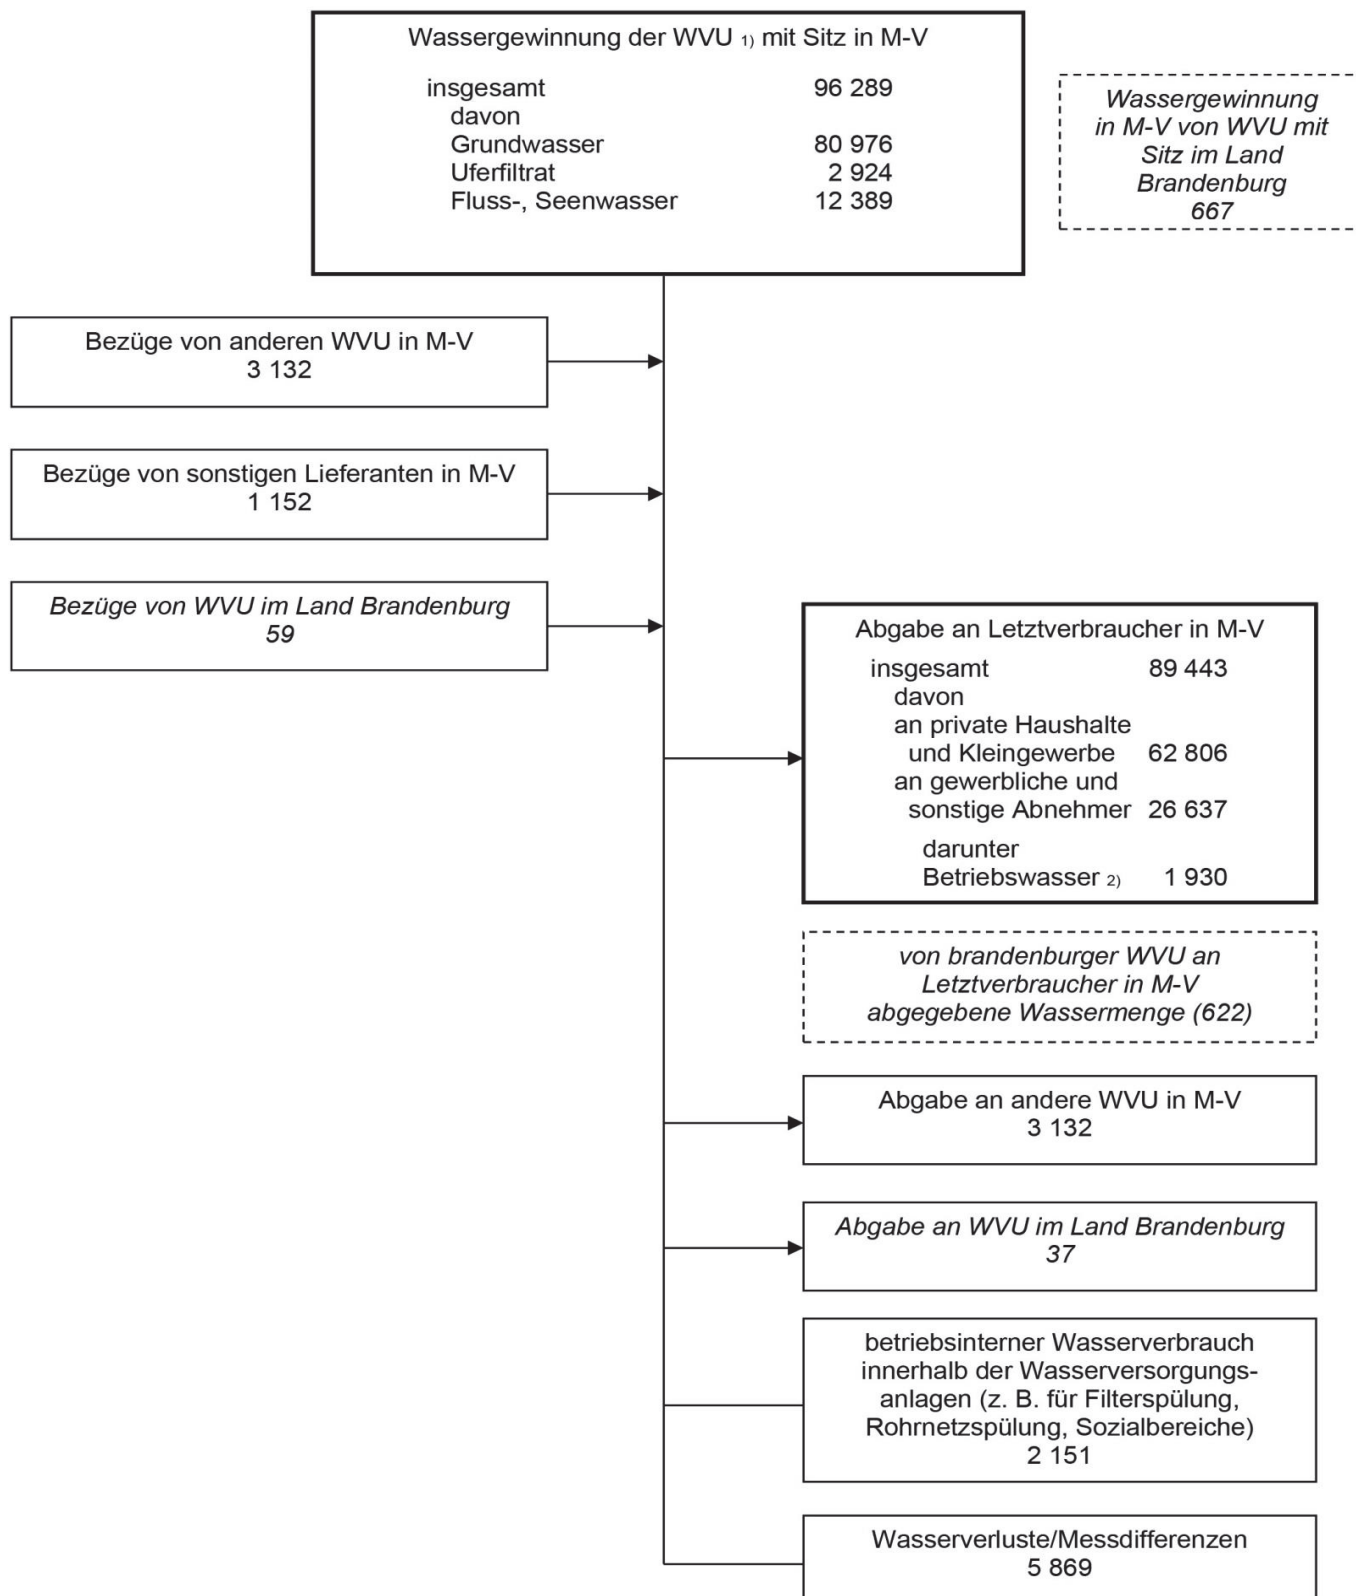 Wassergewinnung der WVU 1) mit Sitz in M-V
insgesamt 96 289
davon
Grundwasser 80 976
Uferfiltrat 2 924
Fluss-, Seenwasser 12 389
Wassergewinnung
in M-V von WVU mit
Sitz im Land
Brandenburg
667
Bezüge von anderen WVU in M-V
3 132
Bezüge von sonstigen Lieferanten in M-V
1 152
Bezüge von WVU im Land Brandenburg
59
Abgabe an Letztverbraucher in M-V
insgesamt 89 443
davon
an private Haushalte
und Kleingewerbe 62 806
an gewerbliche und
sonstige Abnehmer 26 637
darunter
Betriebswasser 2) 1 930
von brandenburger WVU an
Letztverbraucher in M-V
abgegebene Wassermenge (622)
Abgabe an andere WVU in M-V
3 132
Abgabe an WVU im Land Brandenburg
37
betriebsinterner Wasserverbrauch
innerhalb der Wasserversorgungs-
anlagen (z. B. für Filterspülung,
Rohrnetzspülung, Sozialbereiche)
2 151
Wasserverluste/Messdifferenzen
5 869